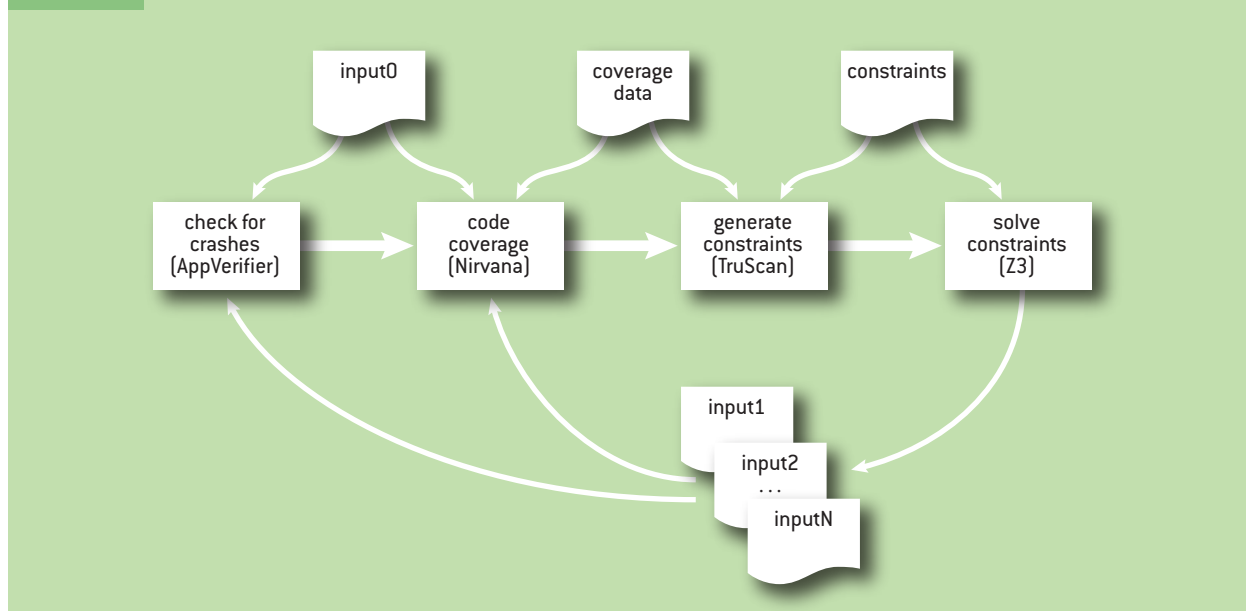 input0
coverage
data
constraints
check for
crashes
(AppVerifier)
code
coverage
(Nirvana)
generate
constraints
(TruScan)
solve
constraints
(Z3)
input1
input2
...
inputN